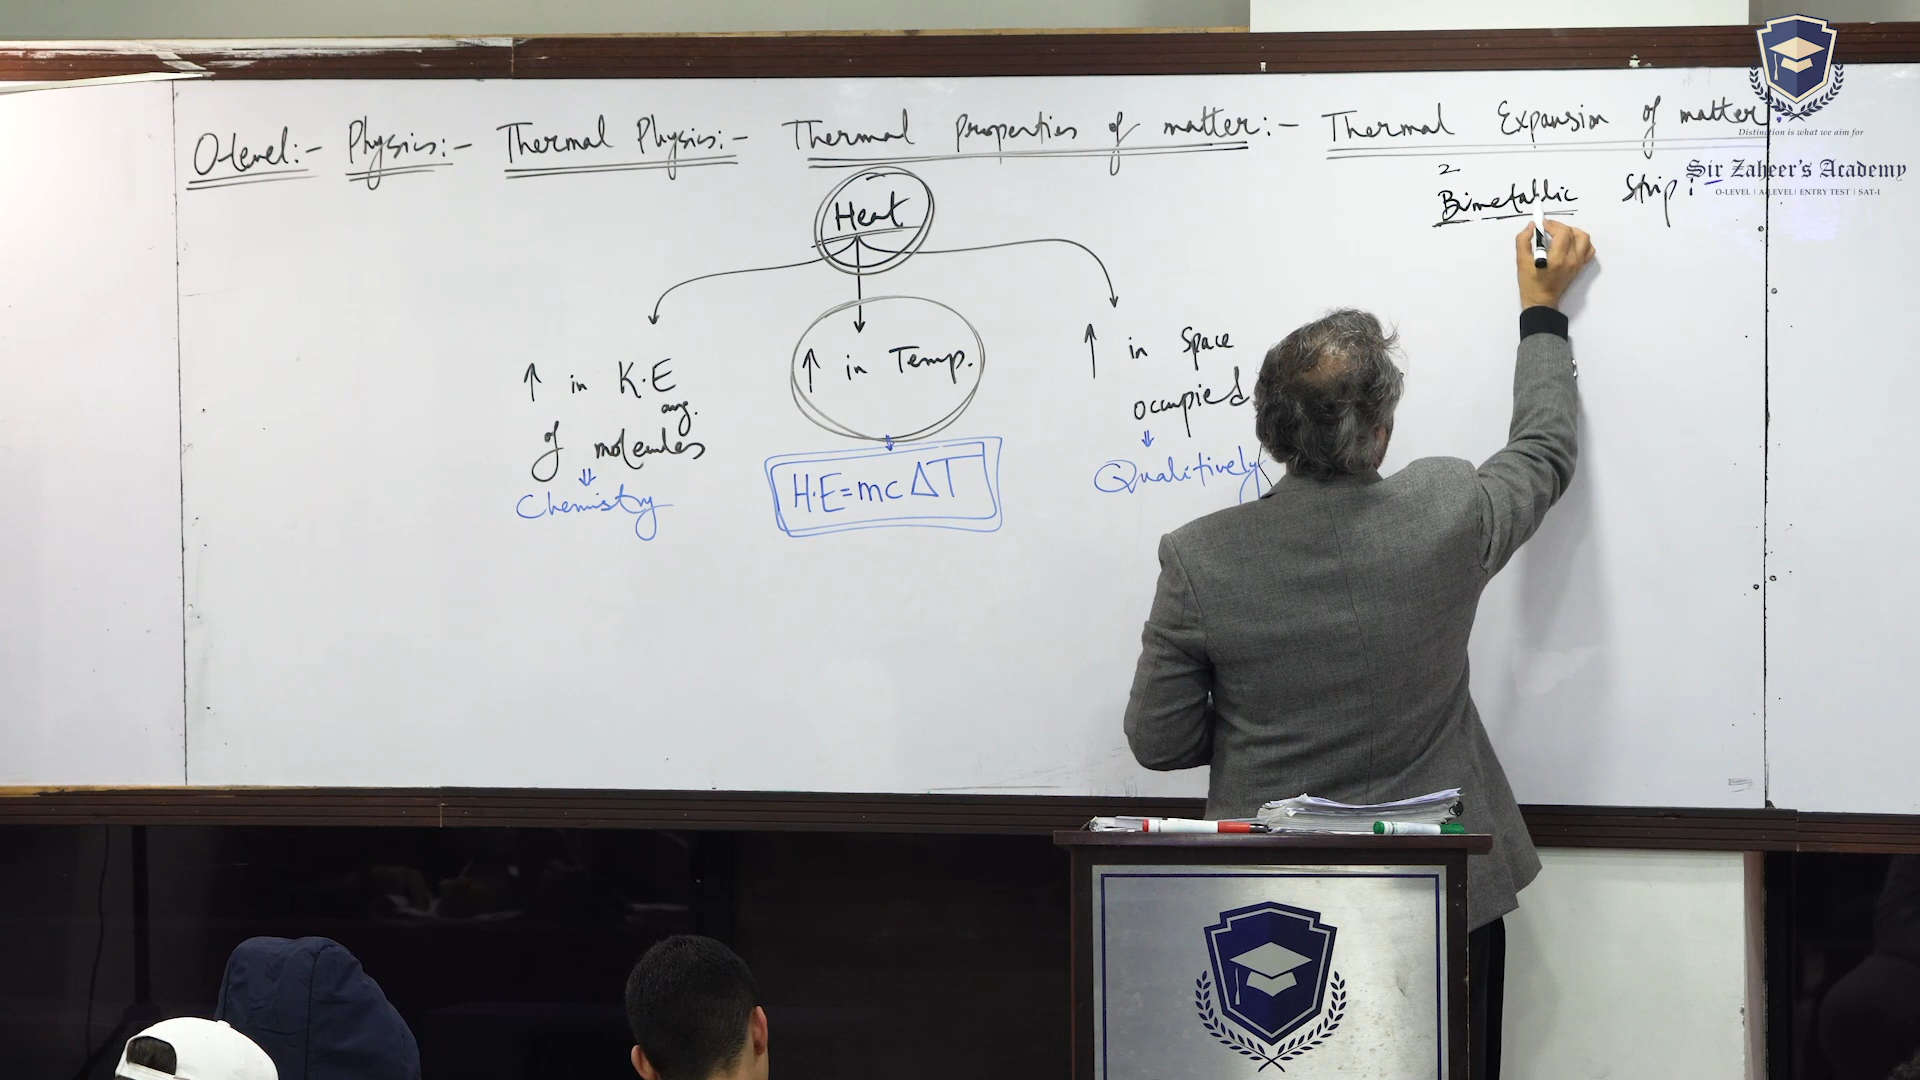 O-level:- Physics:- Thermal Physics:- Thermal Properties of matter:- Thermal Expansion of matter:
Distinction is what we aim for
Sir Zaheer's Academy
O-LEVEL | A-LEVEL | ENTRY TEST | SAT-I
2
Bimetallic Strip:
Heat
↑ in K.E
avg.
of molecules
⇓
Chemistry
↑ in Temp.
H.E=mcΔT
↑ in Space
occupied
⇓
Qualitively